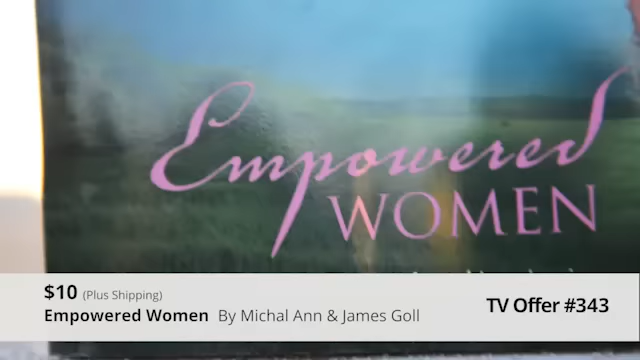 Empowered
WOMEN
$10 (Plus Shipping)
Empowered Women By Michal Ann & James Goll
TV Offer #343